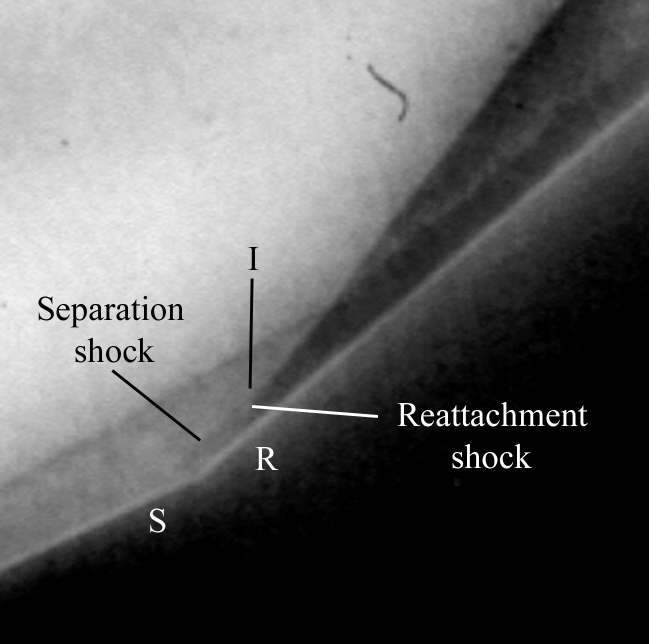 I
Separation
shock
Reattachment
shock
R
S